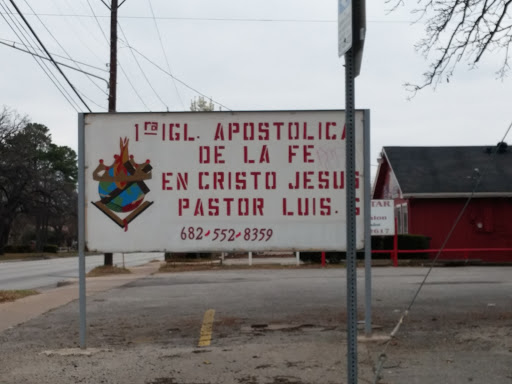 1ra IGL. APOSTOLICA
DE LA FE
EN CRISTO JESUS
PASTOR LUIS.
682-552-8359